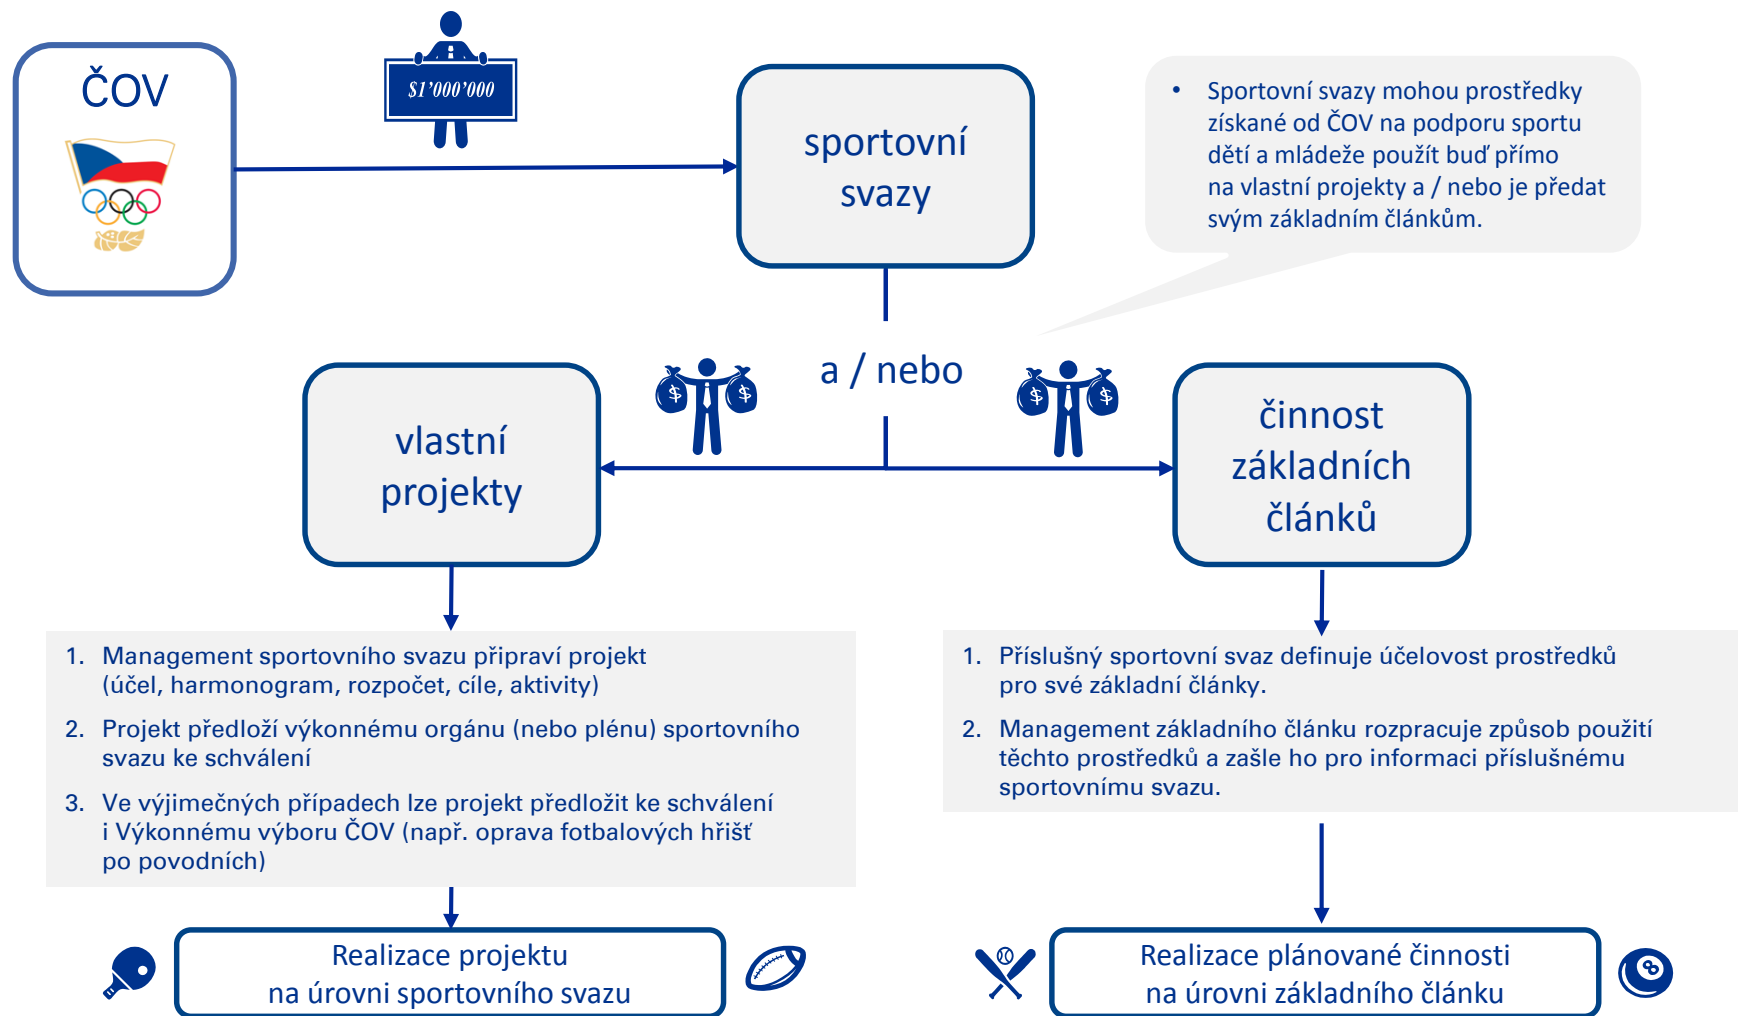 ČOV
$1'000'000
sportovní
svazy
• Sportovní svazy mohou prostředky
získané od ČOV na podporu sportu
dětí a mládeže použít buď přímo
na vlastní projekty a / nebo je předat
svým základním článkům.
a / nebo
$ $
$ $
vlastní
projekty
činnost
základních
článků
1. Management sportovního svazu připraví projekt
(účel, harmonogram, rozpočet, cíle, aktivity)
2. Projekt předloží výkonnému orgánu (nebo plénu) sportovního
svazu ke schválení
3. Ve výjimečných případech lze projekt předložit ke schválení
i Výkonnému výboru ČOV (např. oprava fotbalových hřišť
po povodních)
1. Příslušný sportovní svaz definuje účelovost prostředků
pro své základní články.
2. Management základního článku rozpracuje způsob použití
těchto prostředků a zašle ho pro informaci příslušnému
sportovnímu svazu.
Realizace projektu
na úrovni sportovního svazu
Realizace plánované činnosti
na úrovni základního článku
8